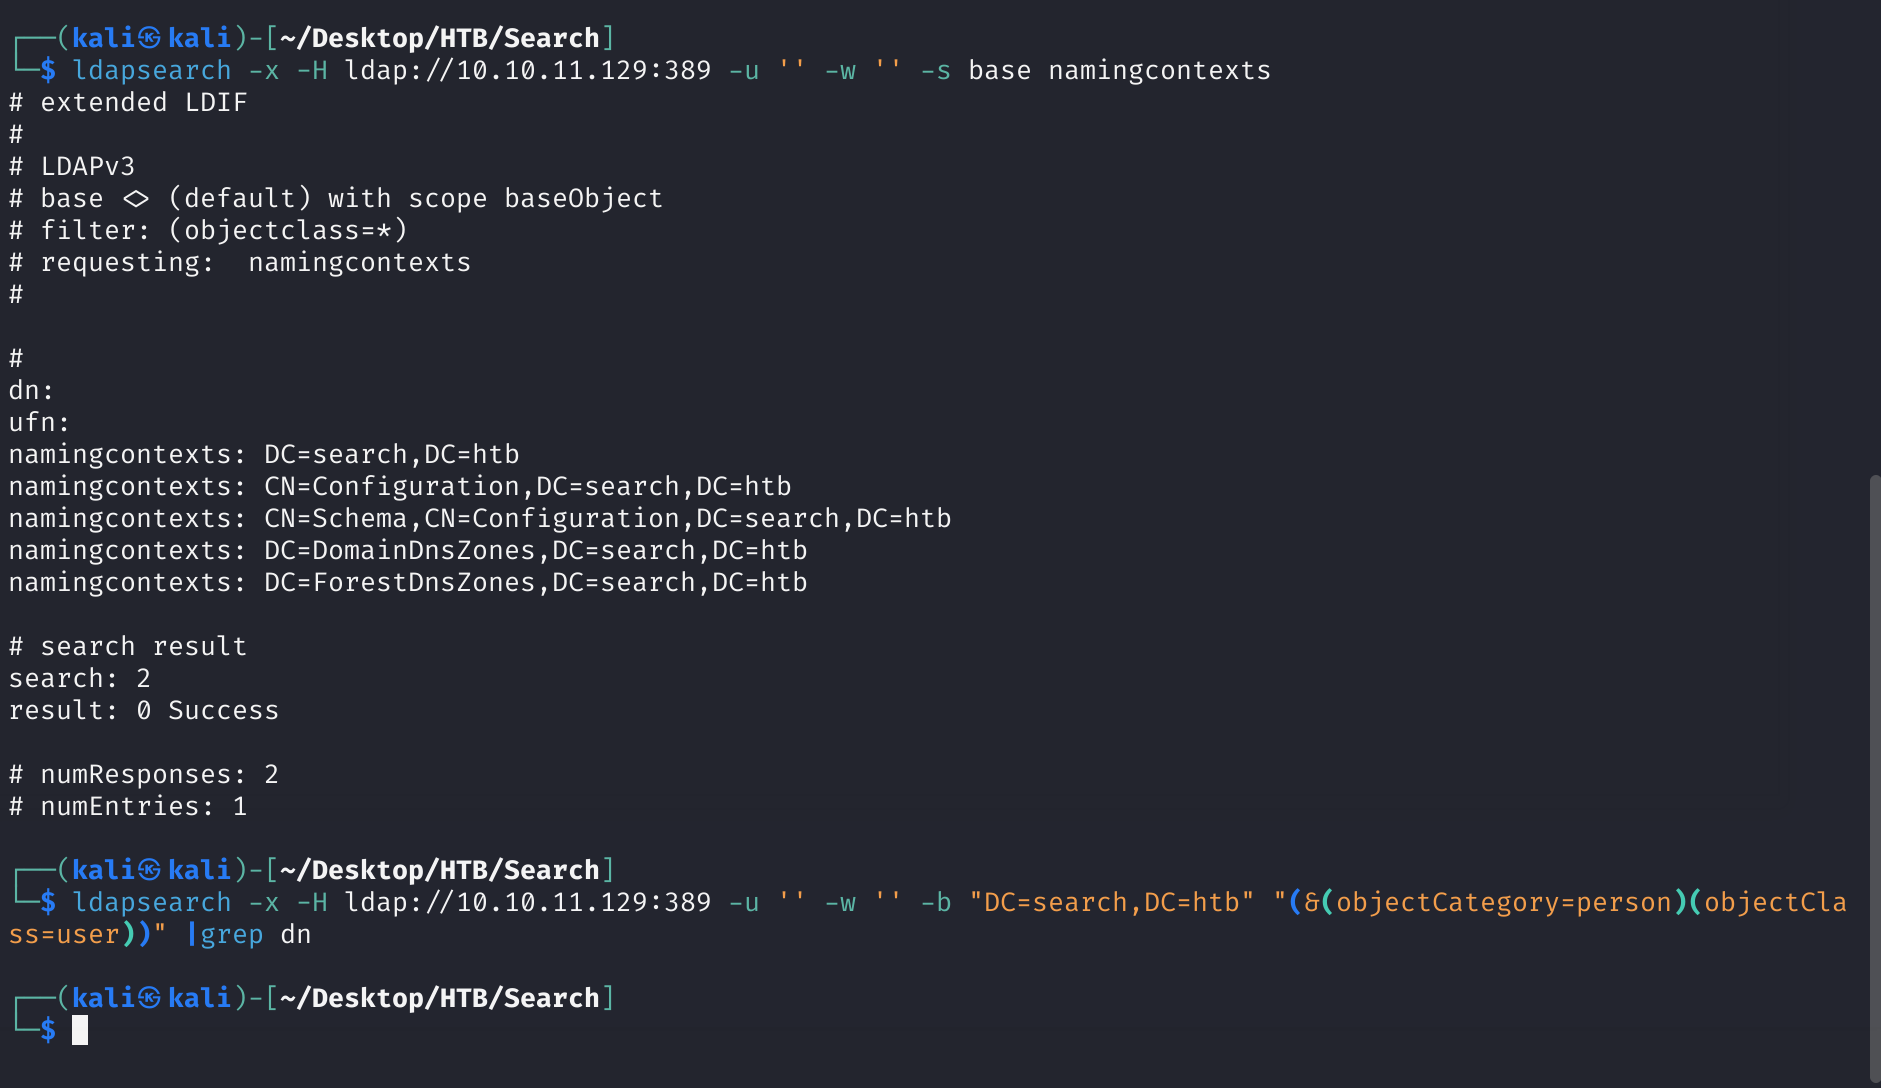 ┌──(kali㉿kali)-[~/Desktop/HTB/Search]
└─$ ldapsearch -x -H ldap://10.10.11.129:389 -u '' -w '' -s base namingcontexts
# extended LDIF
#
# LDAPv3
# base <> (default) with scope baseObject
# filter: (objectclass=*)
# requesting:  namingcontexts
#

#
dn:
ufn:
namingcontexts: DC=search,DC=htb
namingcontexts: CN=Configuration,DC=search,DC=htb
namingcontexts: CN=Schema,CN=Configuration,DC=search,DC=htb
namingcontexts: DC=DomainDnsZones,DC=search,DC=htb
namingcontexts: DC=ForestDnsZones,DC=search,DC=htb

# search result
search: 2
result: 0 Success

# numResponses: 2
# numEntries: 1

┌──(kali㉿kali)-[~/Desktop/HTB/Search]
└─$ ldapsearch -x -H ldap://10.10.11.129:389 -u '' -w '' -b "DC=search,DC=htb" "(&(objectCategory=person)(objectCla
ss=user))" |grep dn

┌──(kali㉿kali)-[~/Desktop/HTB/Search]
└─$